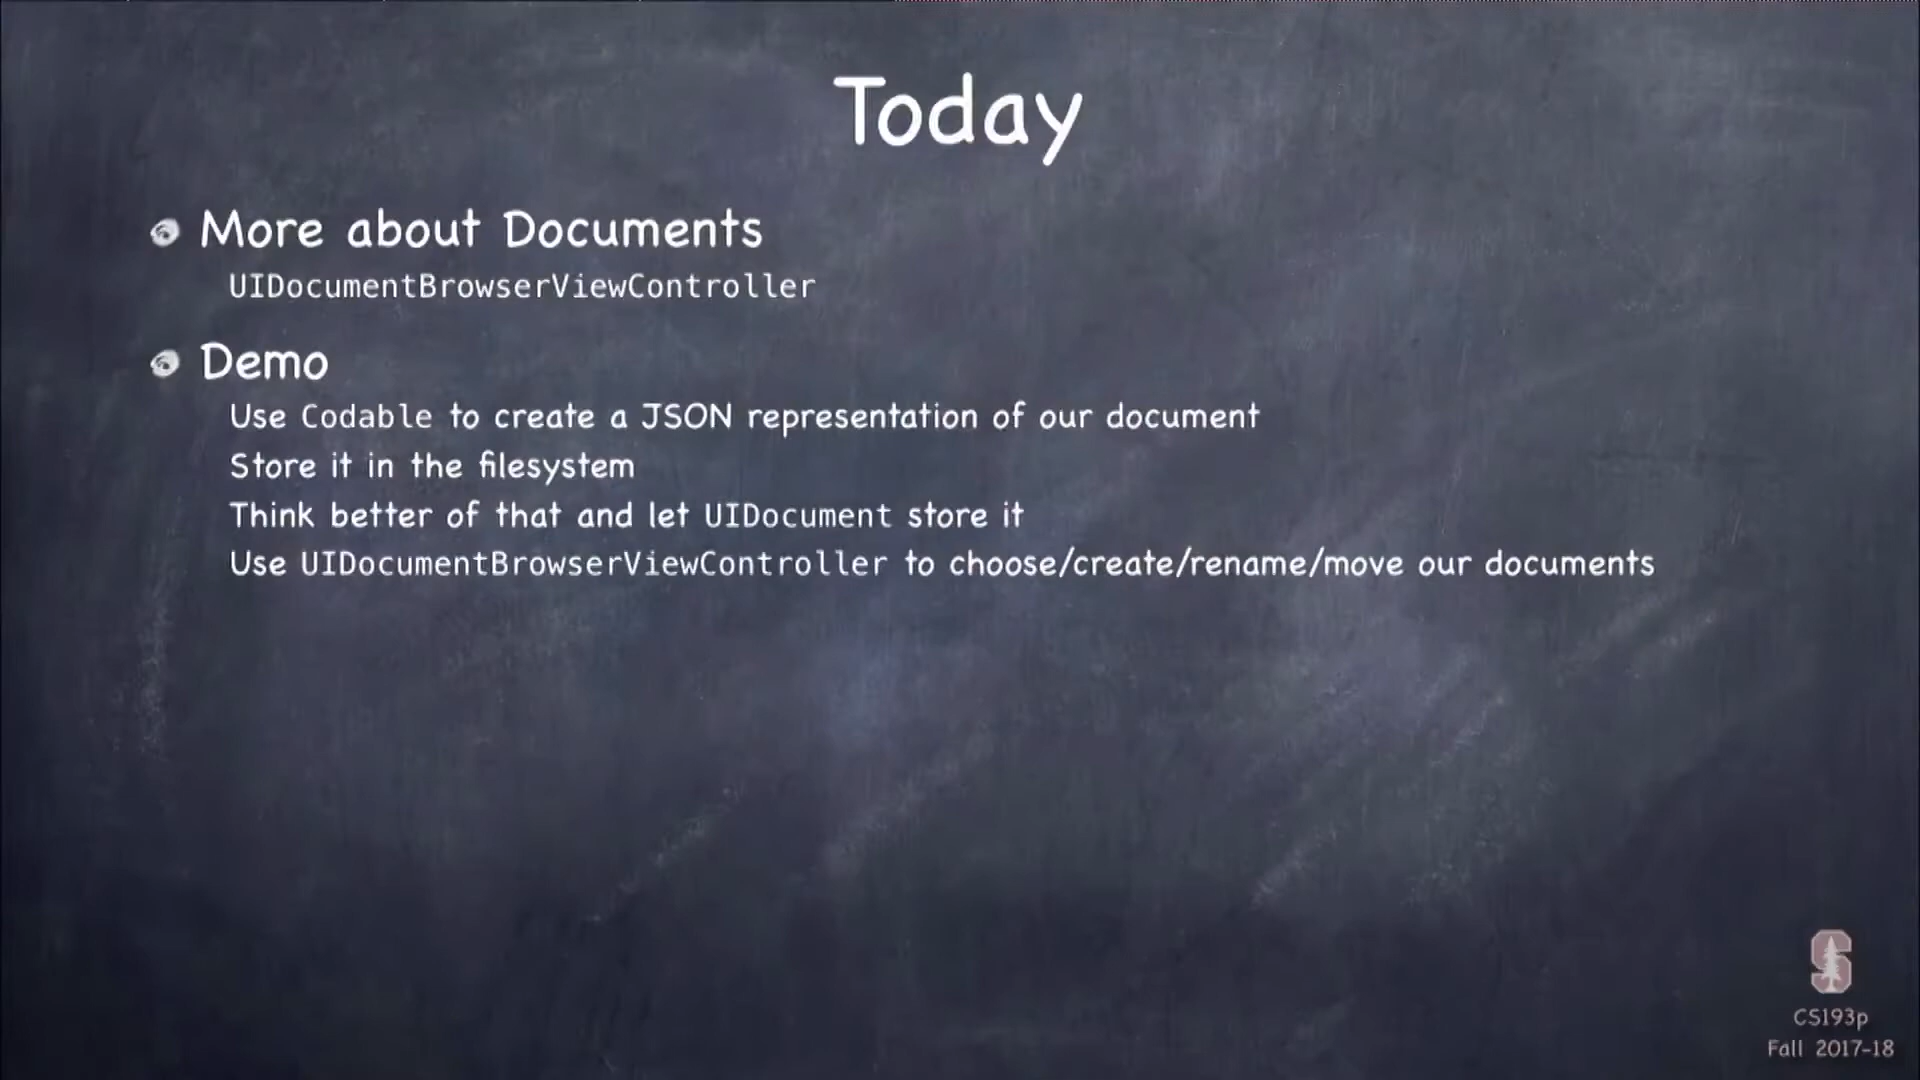 Today
More about Documents
UIDocumentBrowserViewController
Demo
Use Codable to create a JSON representation of our document
Store it in the filesystem
Think better of that and let UIDocument store it
Use UIDocumentBrowserViewController to choose/create/rename/move our documents
S
CS193p
Fall 2017-18